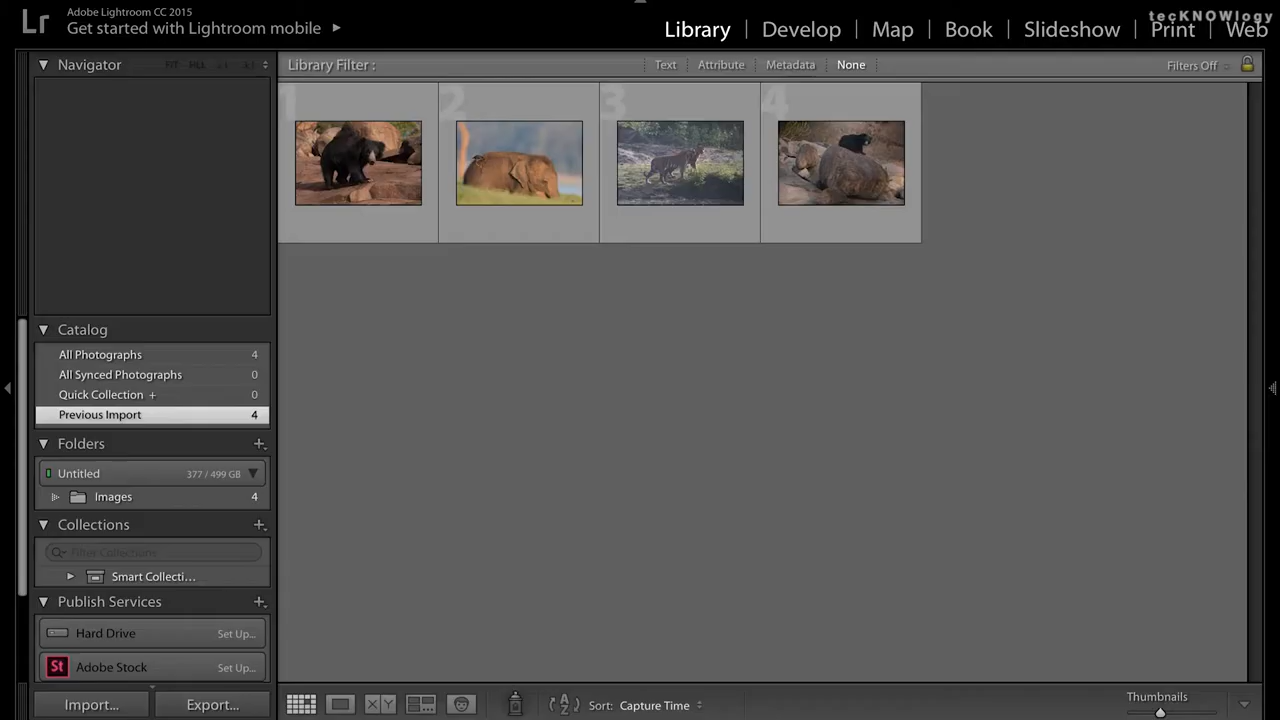 tecKNOWlogy
Lr
Adobe Lightroom CC 2015
Get started with Lightroom mobile
Library | Develop | Map | Book | Slideshow | Print | Web
Navigator
Library Filter :
Text
Attribute
Metadata
None
Filters Off
1
2
3
4
Catalog
All Photographs 4
All Synced Photographs 0
Quick Collection + 0
Previous Import 4
Folders
Untitled 377 / 499 GB
Images 4
Collections
Filter Collections
Smart Collecti...
Publish Services
Hard Drive Set Up...
St Adobe Stock Set Up...
Import...
Export...
XY
Sort: Capture Time
Thumbnails